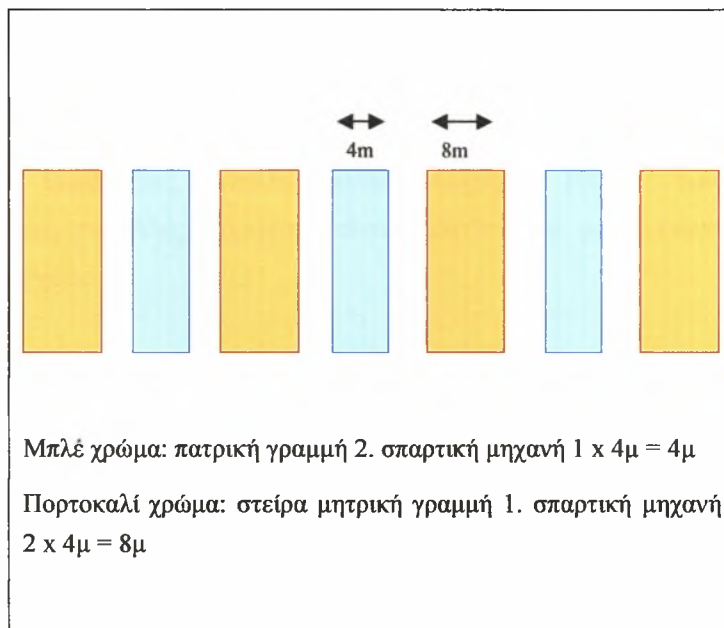 4m 8m
Μπλέ χρώμα: πατρική γραμμή 2. σπαρτική μηχανή 1 x 4μ = 4μ
Πορτοκαλί χρώμα: στείρα μητρική γραμμή 1. σπαρτική μηχανή
2 x 4μ = 8μ